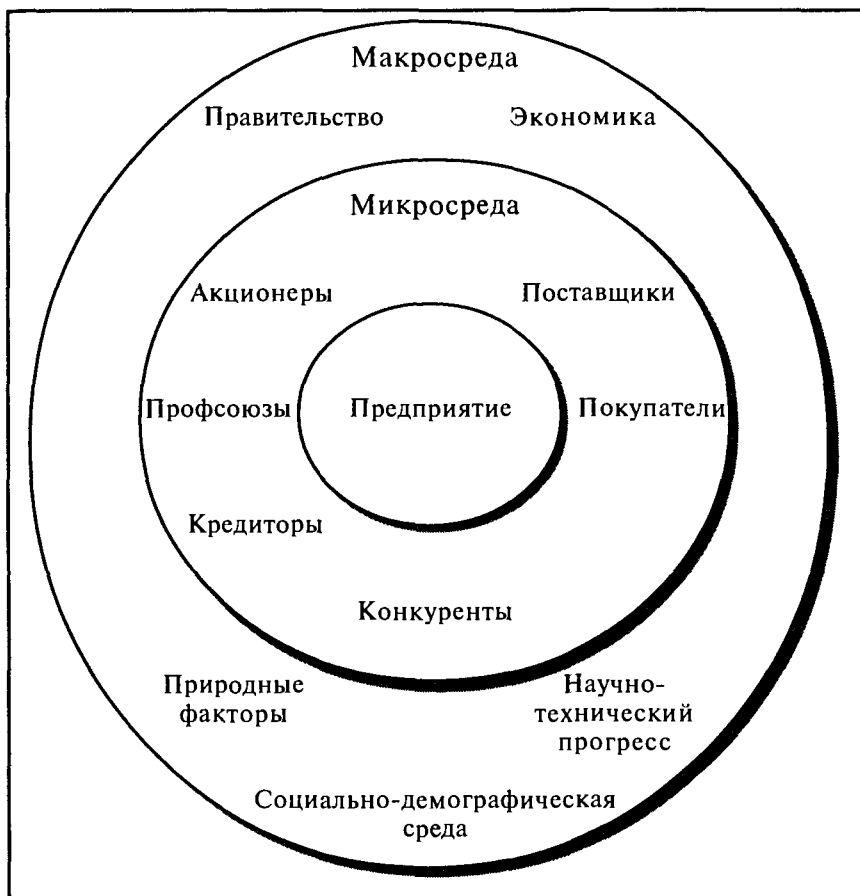 Макросреда
Правительство Экономика
Микросреда
Акционеры Поставщики
Профсоюзы Предприятие Покупатели
Кредиторы
Конкуренты
Природные Научно-
факторы технический
прогресс
Социально-демографическая
среда